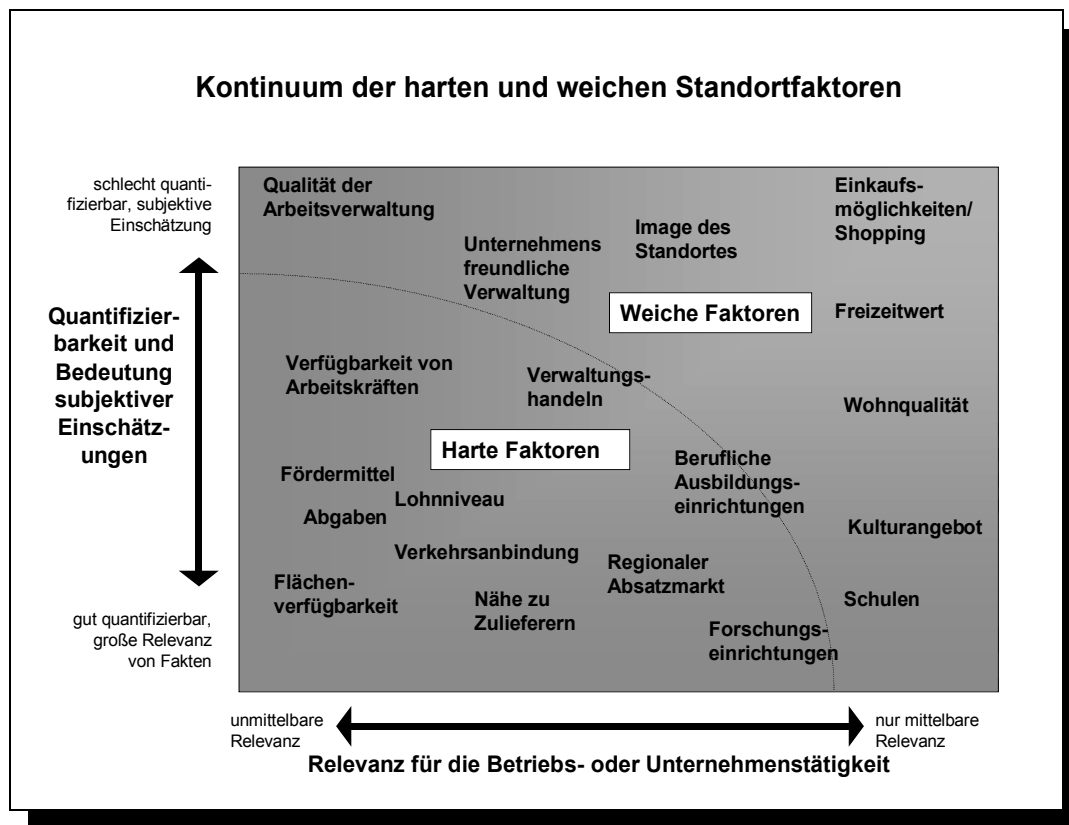 Kontinuum der harten und weichen Standortfaktoren
schlecht quanti-
fizierbar, subjektive
Einschätzung
Quantifizier-
barkeit und
Bedeutung
subjektiver
Einschätz-
ungen
gut quantifizierbar,
große Relevanz
von Fakten
Qualität der
Arbeitsverwaltung
Unternehmens
freundliche
Verwaltung
Image des
Standortes
Einkaufs-
möglichkeiten/
Shopping
Weiche Faktoren
Freizeitwert
Verfügbarkeit von
Arbeitskräften
Verwaltungs-
handeln
Wohnqualität
Harte Faktoren
Berufliche
Ausbildungs-
einrichtungen
Fördermittel
Lohnniveau
Abgaben
Kulturangebot
Verkehrsanbindung
Regionaler
Absatzmarkt
Flächen-
verfügbarkeit
Nähe zu
Zulieferern
Schulen
Forschungs-
einrichtungen
unmittelbare
Relevanz
nur mittelbare
Relevanz
Relevanz für die Betriebs- oder Unternehmenstätigkeit